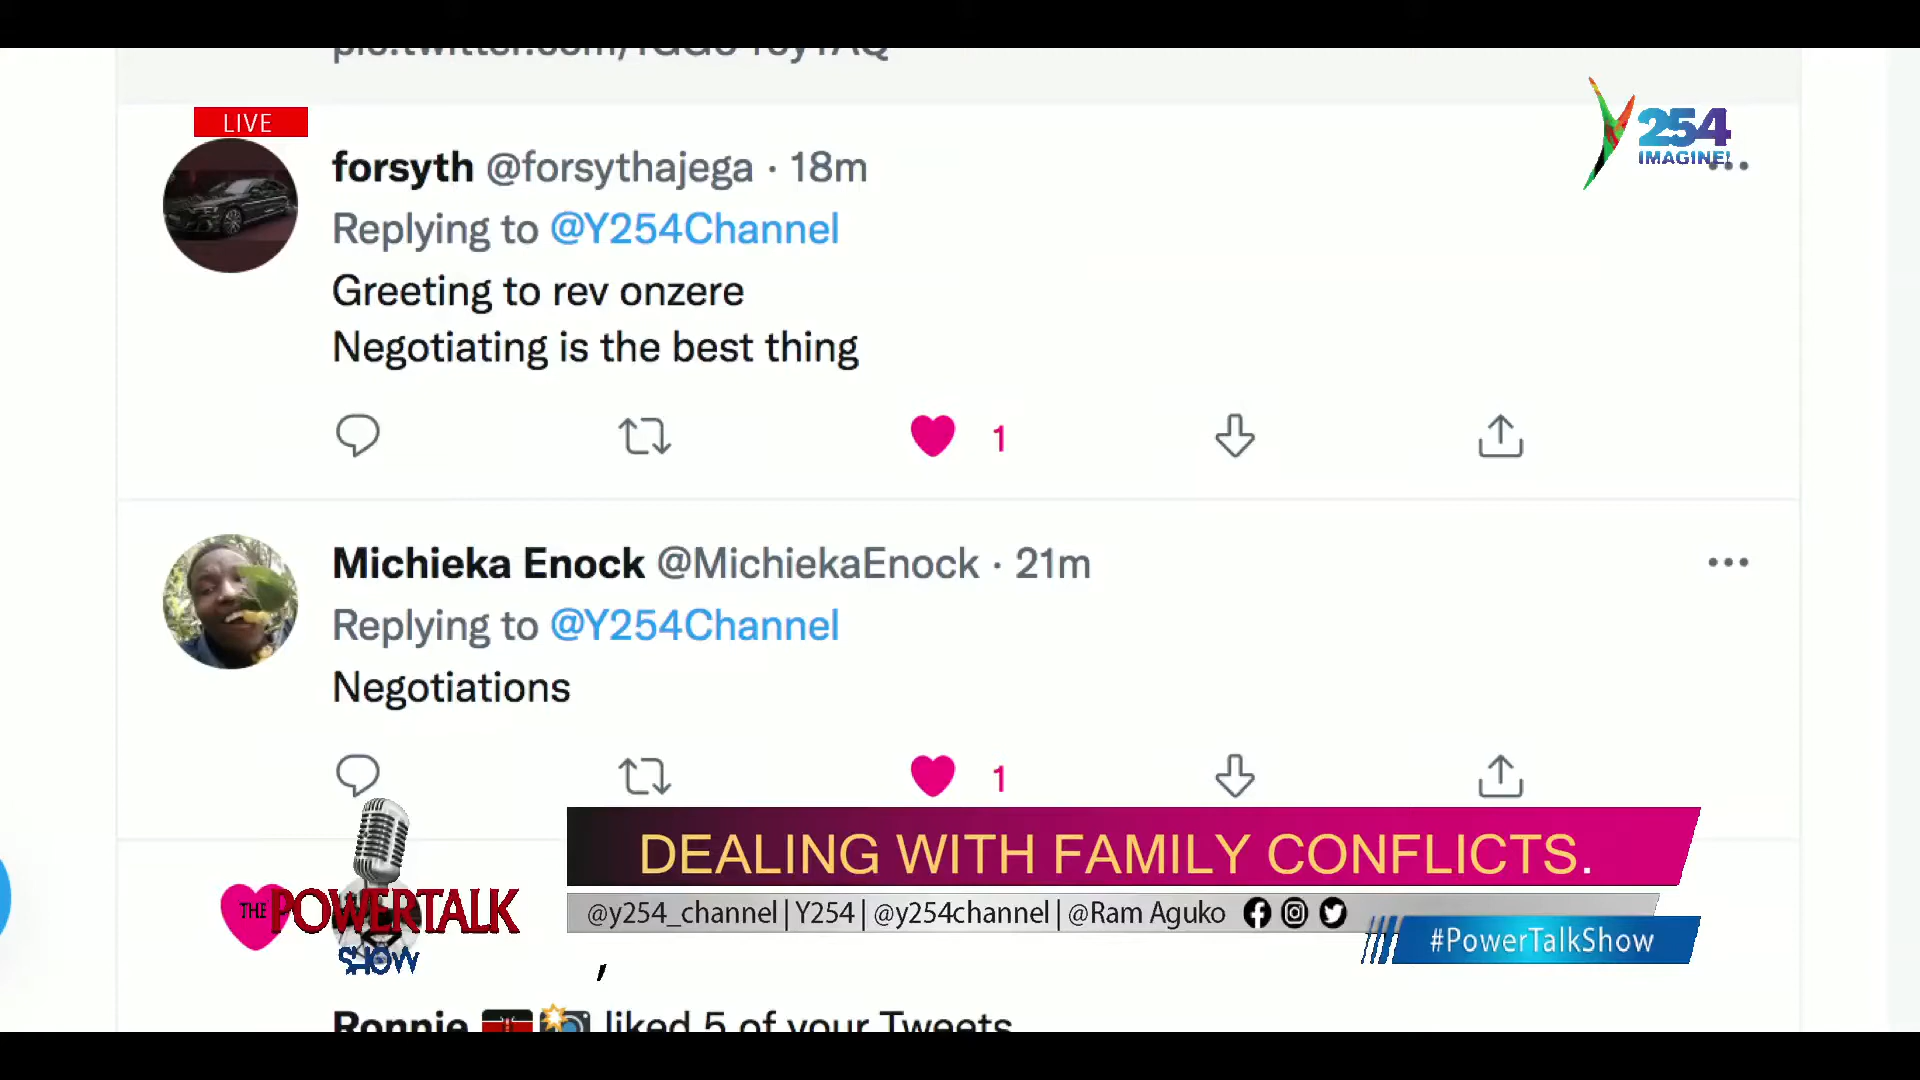 LIVE
254
IMAGINE!
forsyth @forsythajega · 18m
Replying to @Y254Channel
Greeting to rev onzere
Negotiating is the best thing
1
Michieka Enock @MichiekaEnock · 21m
Replying to @Y254Channel
Negotiations
1
DEALING WITH FAMILY CONFLICTS.
@y254_channel | Y254 | @y254channel | @Ram Aguko
#PowerTalkShow
THE POWERTALK
SHOW
Ronnie liked 5 of your Tweets